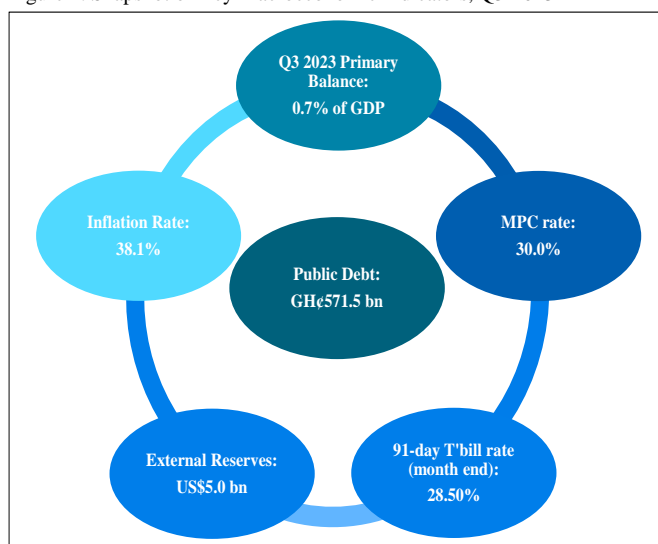 Q3 2023 Primary
Balance:
0.7% of GDP
Inflation Rate:
38.1%
MPC rate:
30.0%
Public Debt:
GH¢571.5 bn
External Reserves:
US$5.0 bn
91-day T'bill rate
(month end):
28.50%